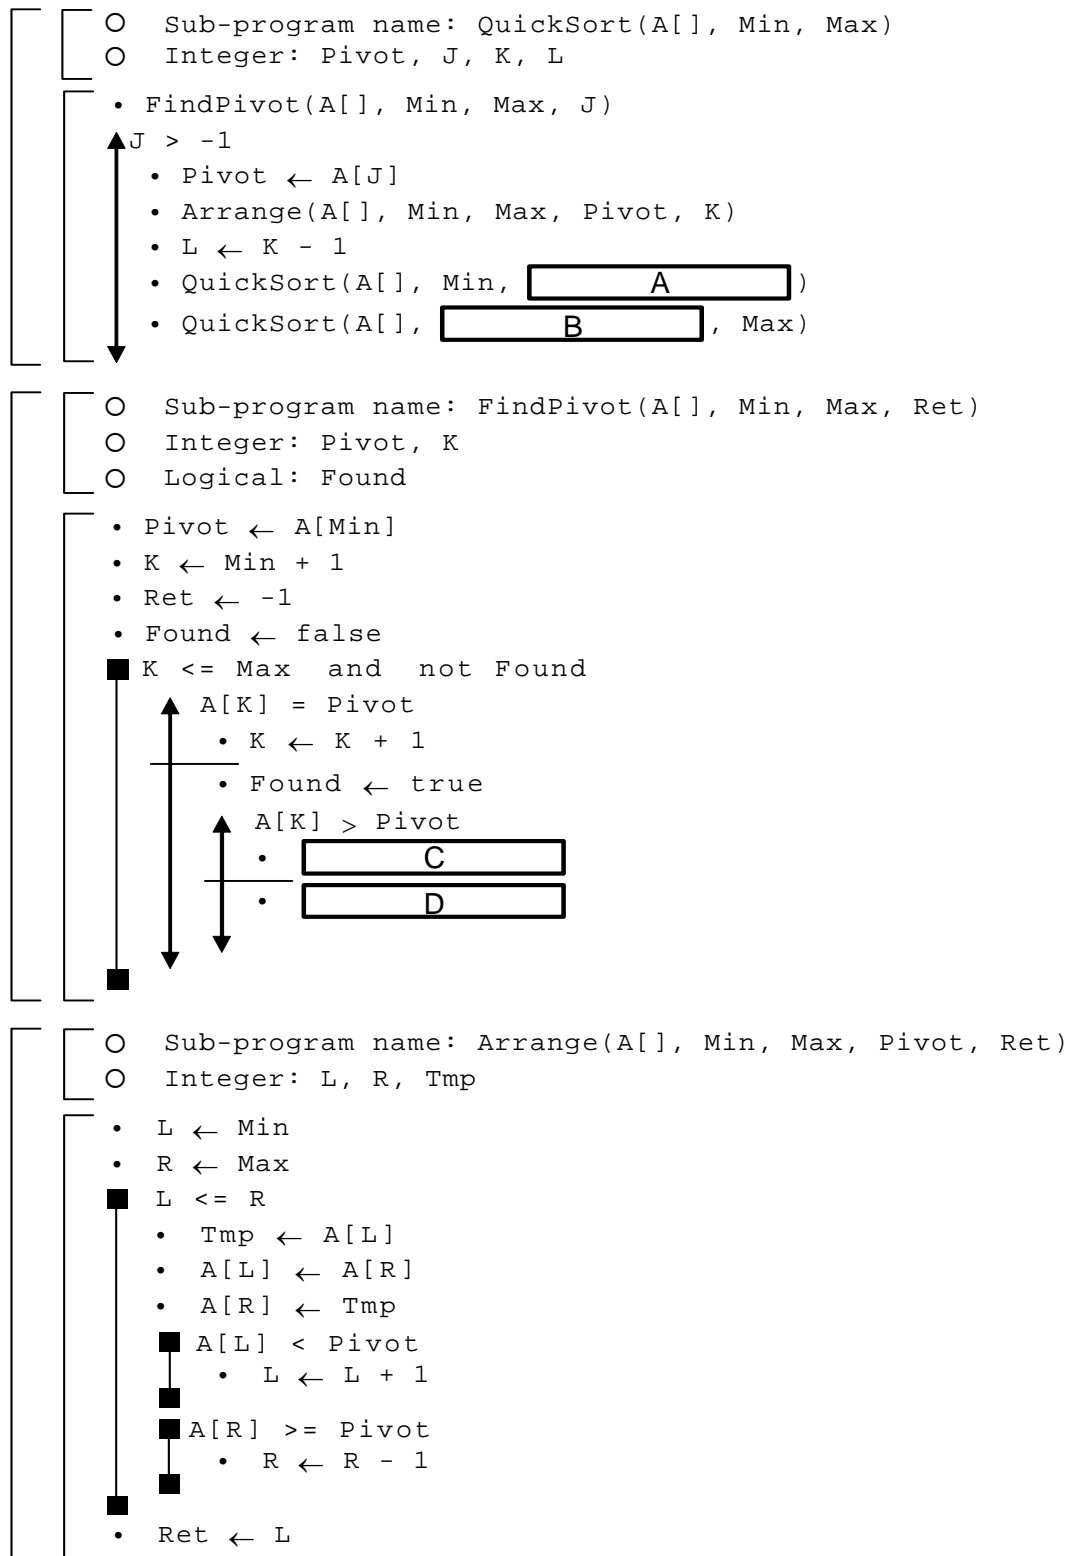 ○ Sub-program name: QuickSort(A[], Min, Max)
○ Integer: Pivot, J, K, L
• FindPivot(A[], Min, Max, J)
J > -1
• Pivot ← A[J]
• Arrange(A[], Min, Max, Pivot, K)
• L ← K - 1
• QuickSort(A[], Min, A )
• QuickSort(A[], B , Max)
○ Sub-program name: FindPivot(A[], Min, Max, Ret)
○ Integer: Pivot, K
○ Logical: Found
• Pivot ← A[Min]
• K ← Min + 1
• Ret ← -1
• Found ← false
K <= Max and not Found
A[K] = Pivot
• K ← K + 1
• Found ← true
A[K] > Pivot
• C
• D
○ Sub-program name: Arrange(A[], Min, Max, Pivot, Ret)
○ Integer: L, R, Tmp
• L ← Min
• R ← Max
L <= R
• Tmp ← A[L]
• A[L] ← A[R]
• A[R] ← Tmp
A[L] < Pivot
• L ← L + 1
A[R] >= Pivot
• R ← R - 1
• Ret ← L